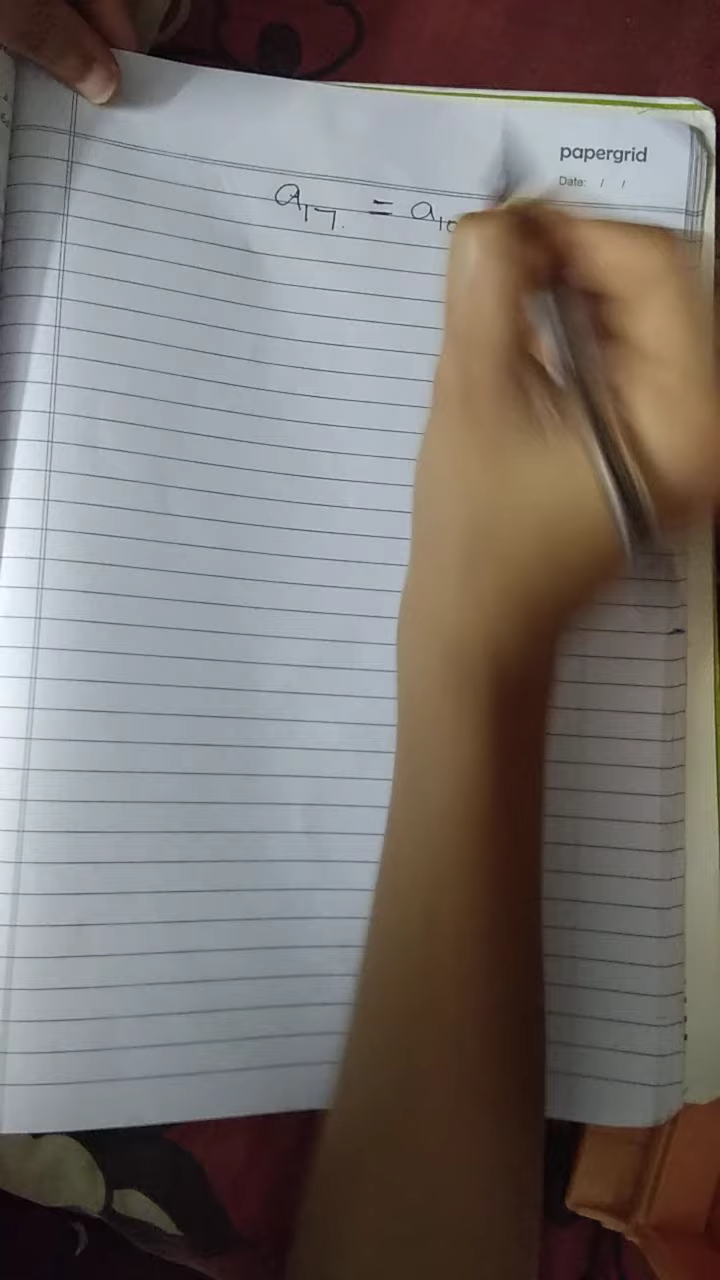 papergrid
Date: / /
a₁₇ = a₁₀